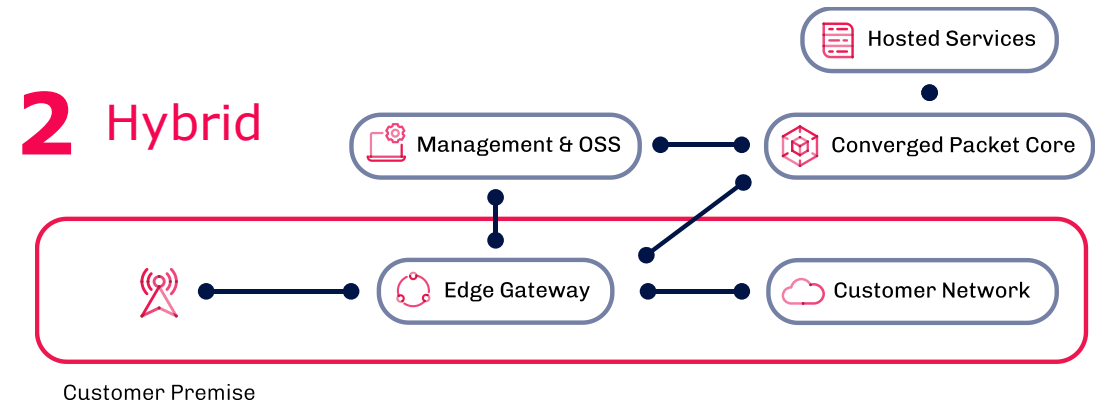 Hosted Services
2 Hybrid
Management & OSS
Converged Packet Core
Edge Gateway
Customer Network
Customer Premise